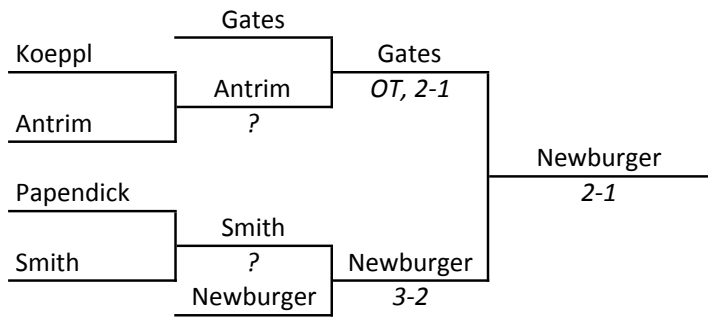 Gates
Koeppl
Gates
Antrim
OT, 2-1
Antrim
?
Newburger
2-1
Papendick
Smith
Smith
?
Newburger
Newburger
3-2